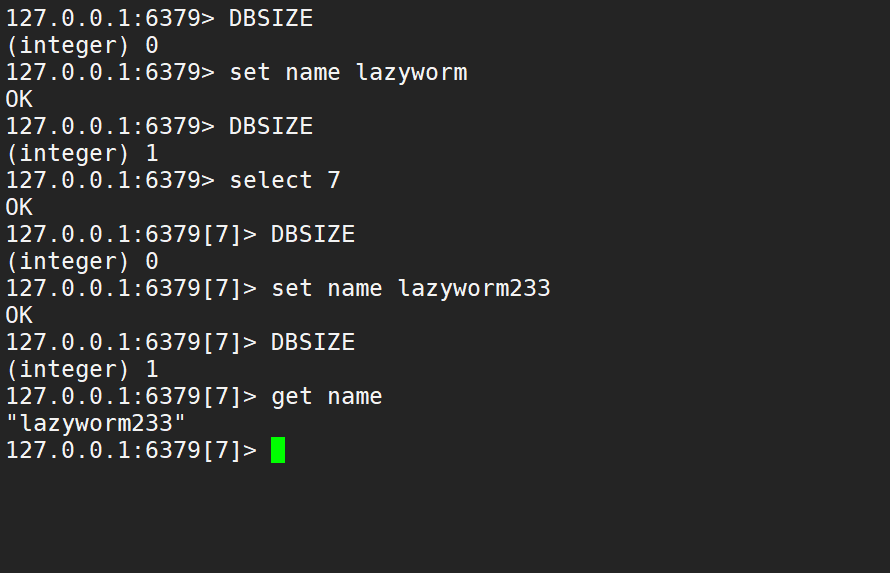 127.0.0.1:6379> DBSIZE
(integer) 0
127.0.0.1:6379> set name lazyworm
OK
127.0.0.1:6379> DBSIZE
(integer) 1
127.0.0.1:6379> select 7
OK
127.0.0.1:6379[7]> DBSIZE
(integer) 0
127.0.0.1:6379[7]> set name lazyworm233
OK
127.0.0.1:6379[7]> DBSIZE
(integer) 1
127.0.0.1:6379[7]> get name
"lazyworm233"
127.0.0.1:6379[7]>